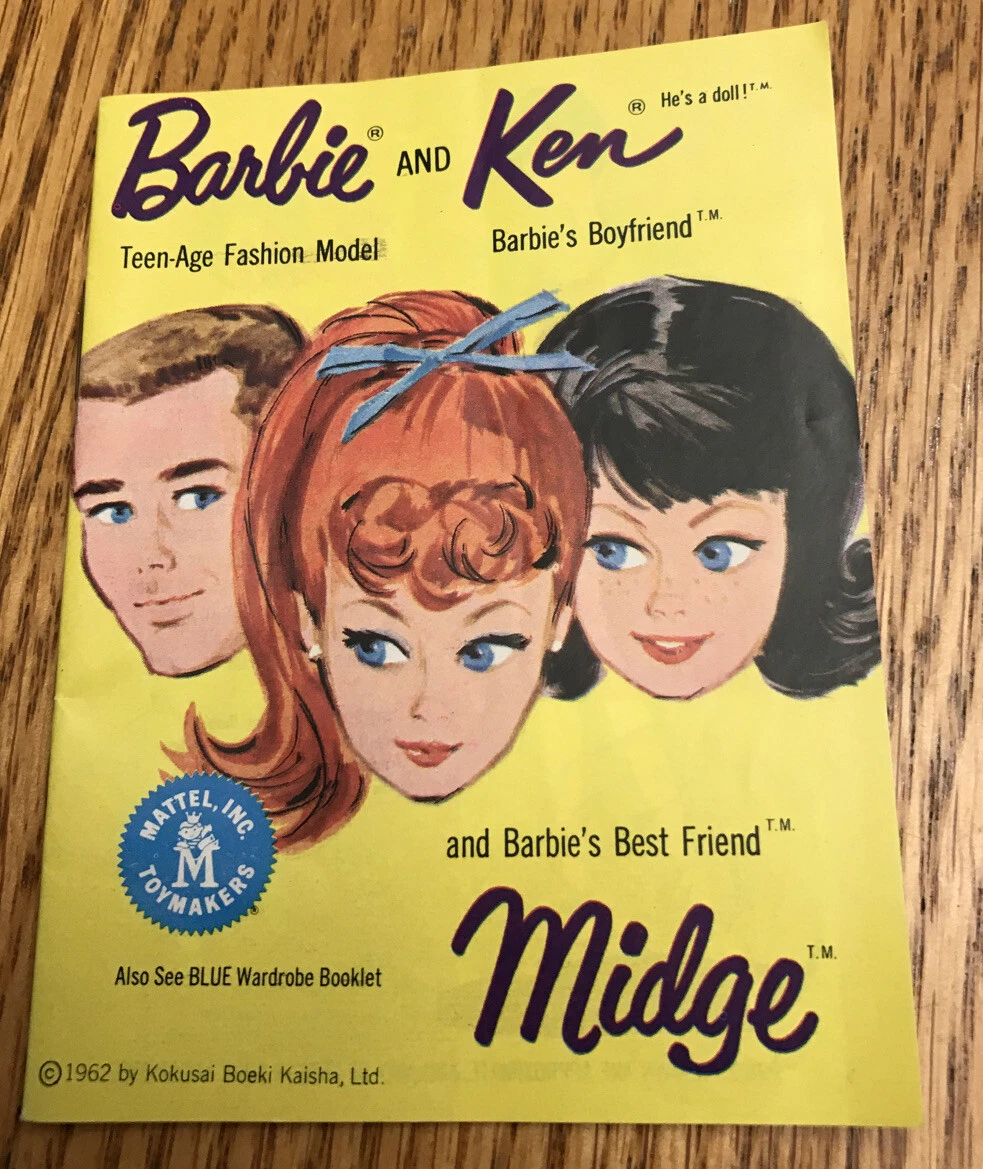 Barbie® AND Ken® He's a doll!T.M.
Teen-Age Fashion Model
Barbie's BoyfriendT.M.
MATTEL, INC.
M
TOYMAKERS®
and Barbie's Best FriendT.M.
MidgeT.M.
Also See BLUE Wardrobe Booklet
©1962 by Kokusai Boeki Kaisha, Ltd.